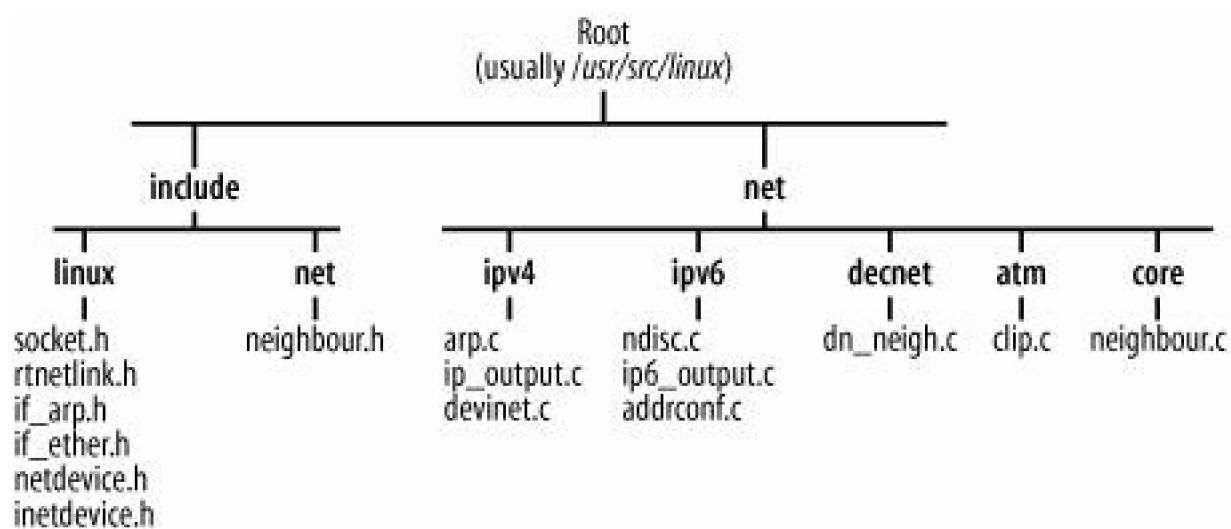 Root
(usually /usr/src/linux)
include
net
linux
net
ipv4
ipv6
decnet
atm
core
socket.h
neighbour.h
arp.c
ndisc.c
dn_neigh.c
clip.c
neighbour.c
rtnetlink.h
ip_output.c
ip6_output.c
if_arp.h
devinet.c
addrconf.c
if_ether.h
netdevice.h
inetdevice.h